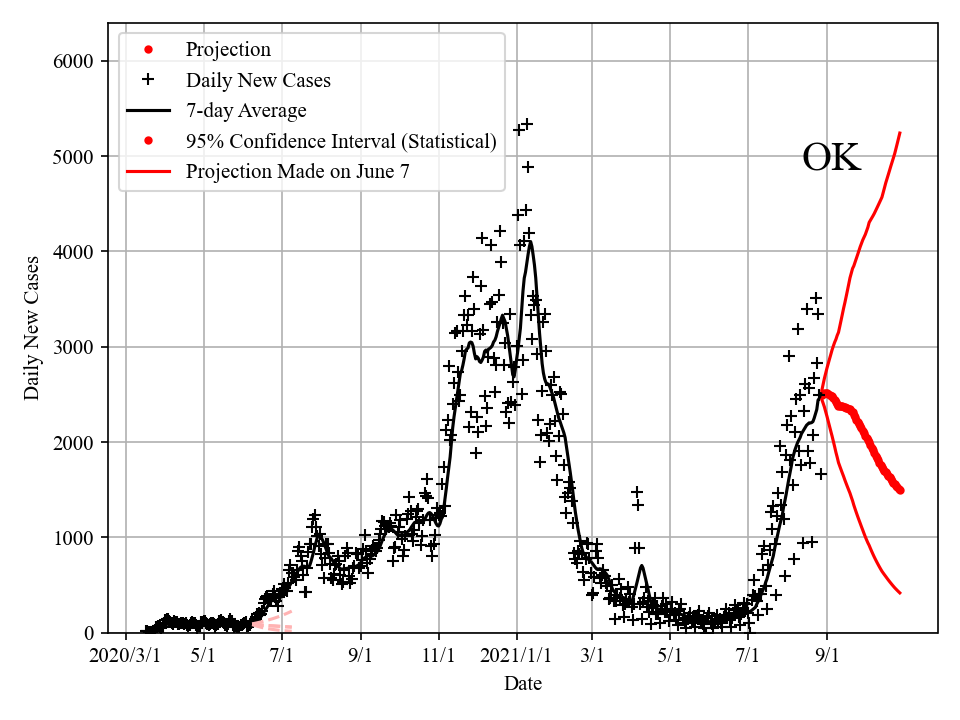 Projection
Daily New Cases
7-day Average
95% Confidence Interval (Statistical)
Projection Made on June 7
OK
6000
5000
4000
3000
2000
1000
0
Daily New Cases
2020/3/1 5/1 7/1 9/1 11/1 2021/1/1 3/1 5/1 7/1 9/1
Date